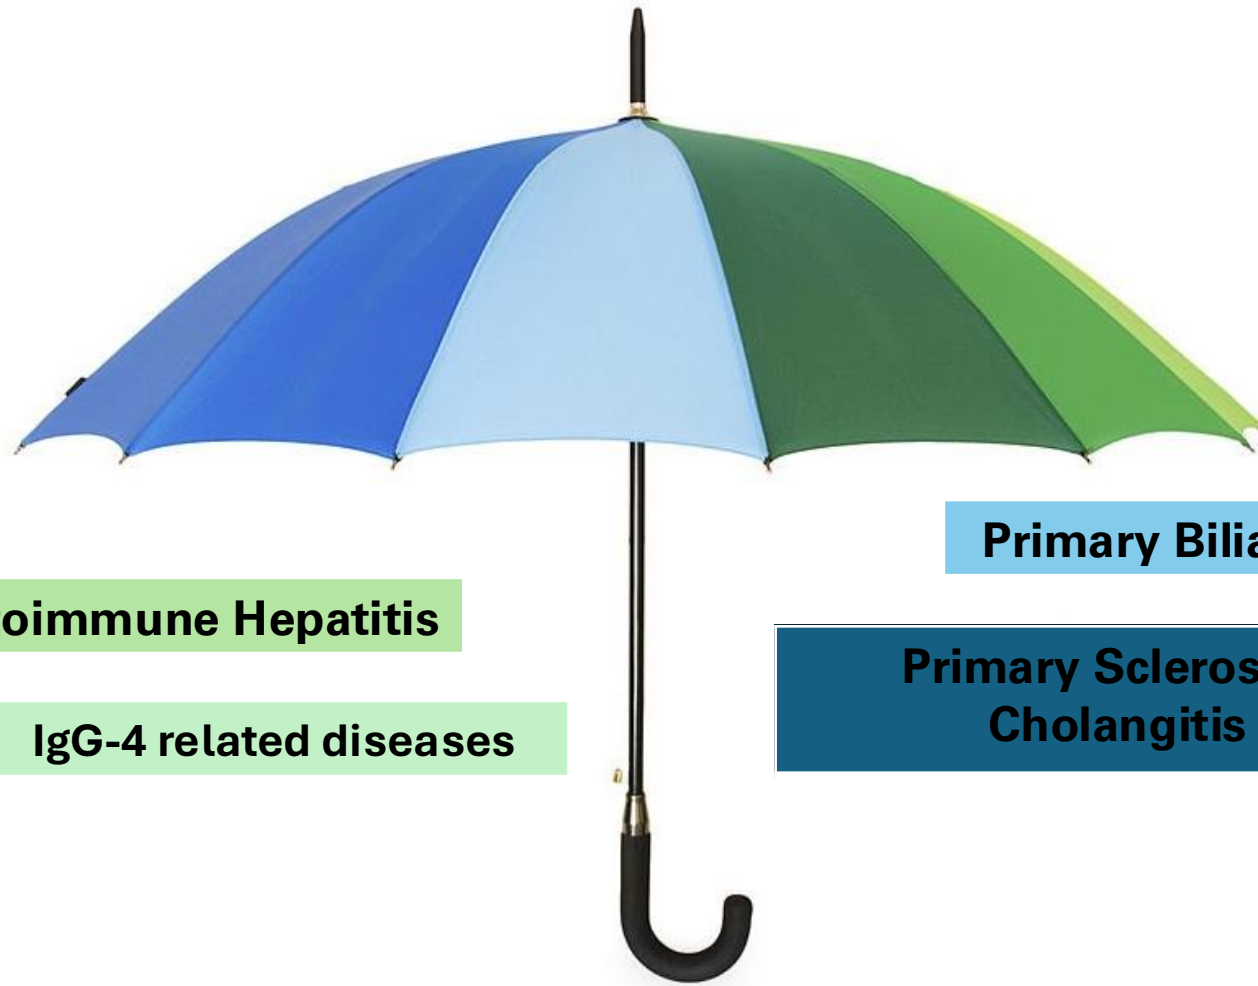 Primary Bilia
oimmune Hepatitis
Primary Scleros
Cholangitis
IgG-4 related diseases